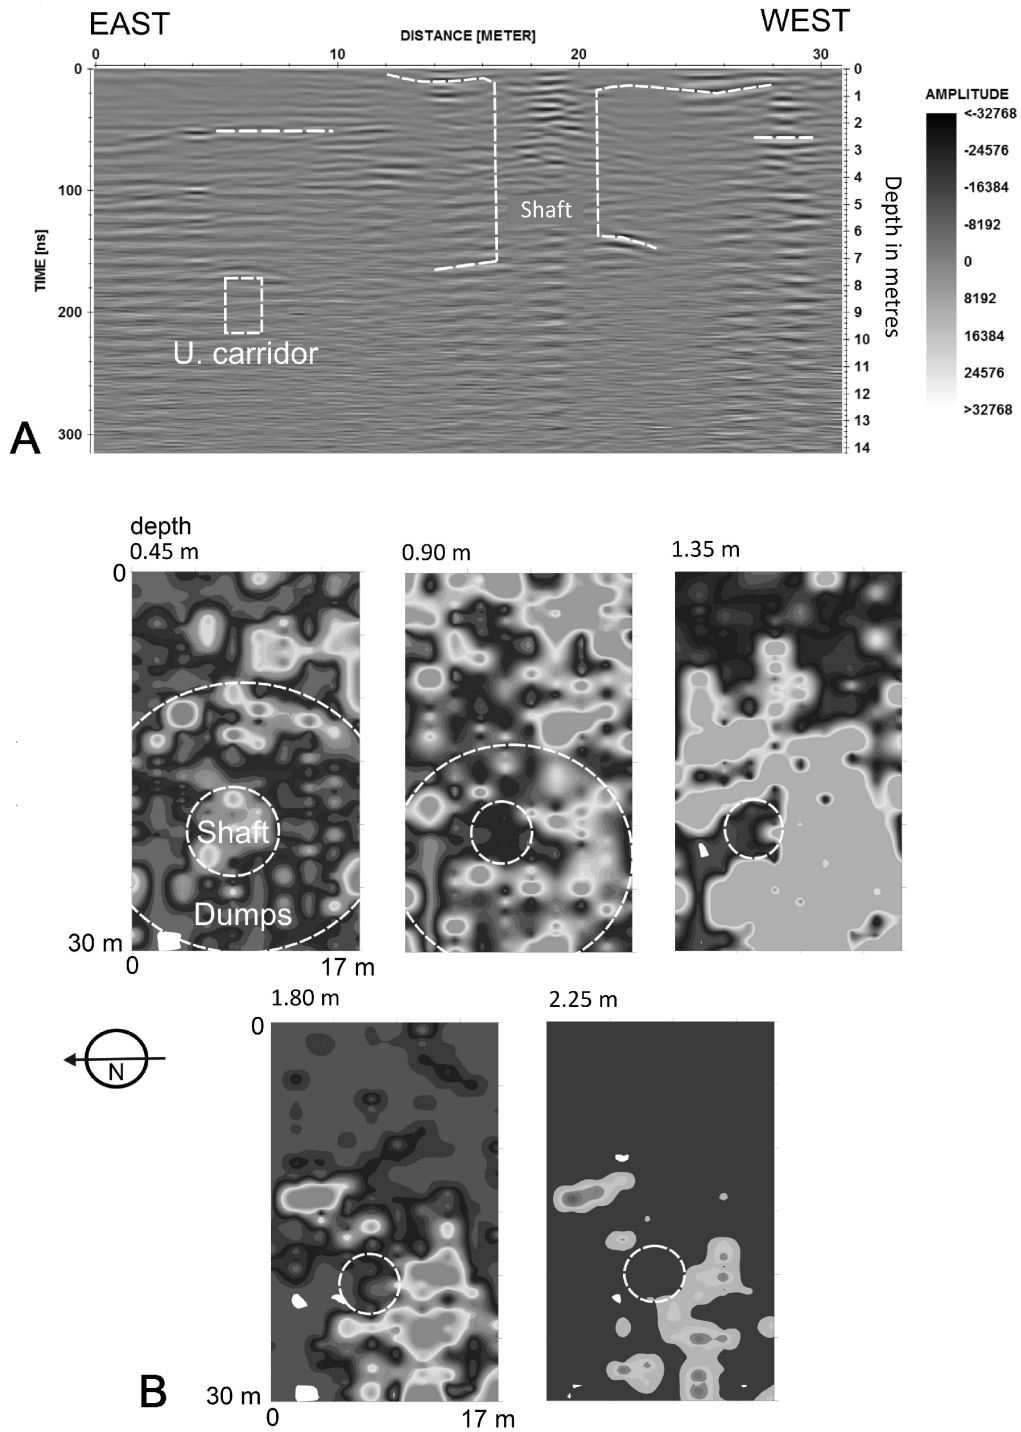 EAST
WEST
DISTANCE [METER]
0 10 20 30
AMPLITUDE
TIME [ns]
0
100
200
300
0
1
2
3
4
5
6
7
8
9
10
11
12
13
14
Depth in metres
<-32768
-24576
-16384
-8192
0
8192
16384
24576
>32768
Shaft
U. carridor
A
depth
0.45 m
0.90 m
1.35 m
0
Shaft
Dumps
30 m
0
17 m
1.80 m
2.25 m
0
N
B
30 m
0
17 m